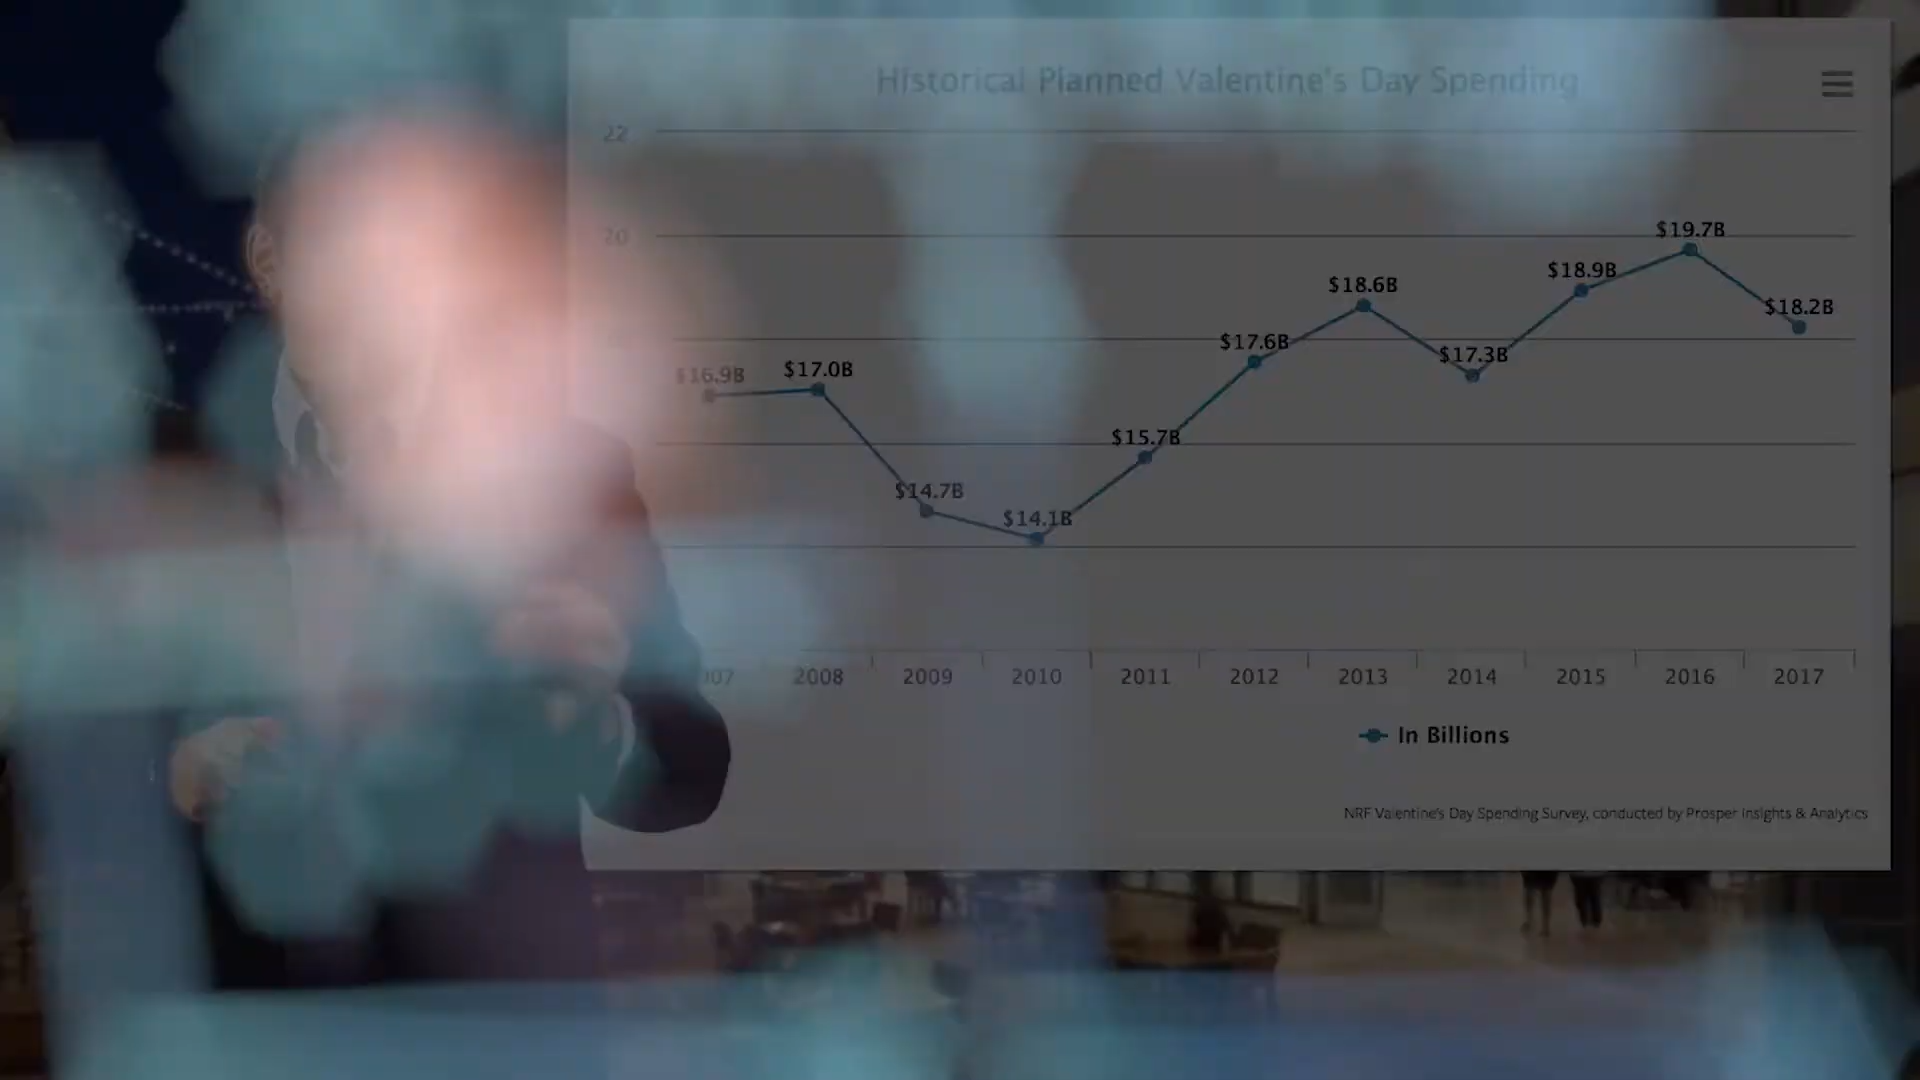 Historical Planned Valentine's Day Spending
22
20
$19.7B
$18.9B
$18.6B
$18.2B
$17.6B
$17.3B
$16.9B
$17.0B
$15.7B
$14.7B
$14.1B
2008 2009 2010 2011 2012 2013 2014 2015 2016 2017
In Billions
NRF Valentine's Day Spending Survey, conducted by Prosper Insights & Analytics